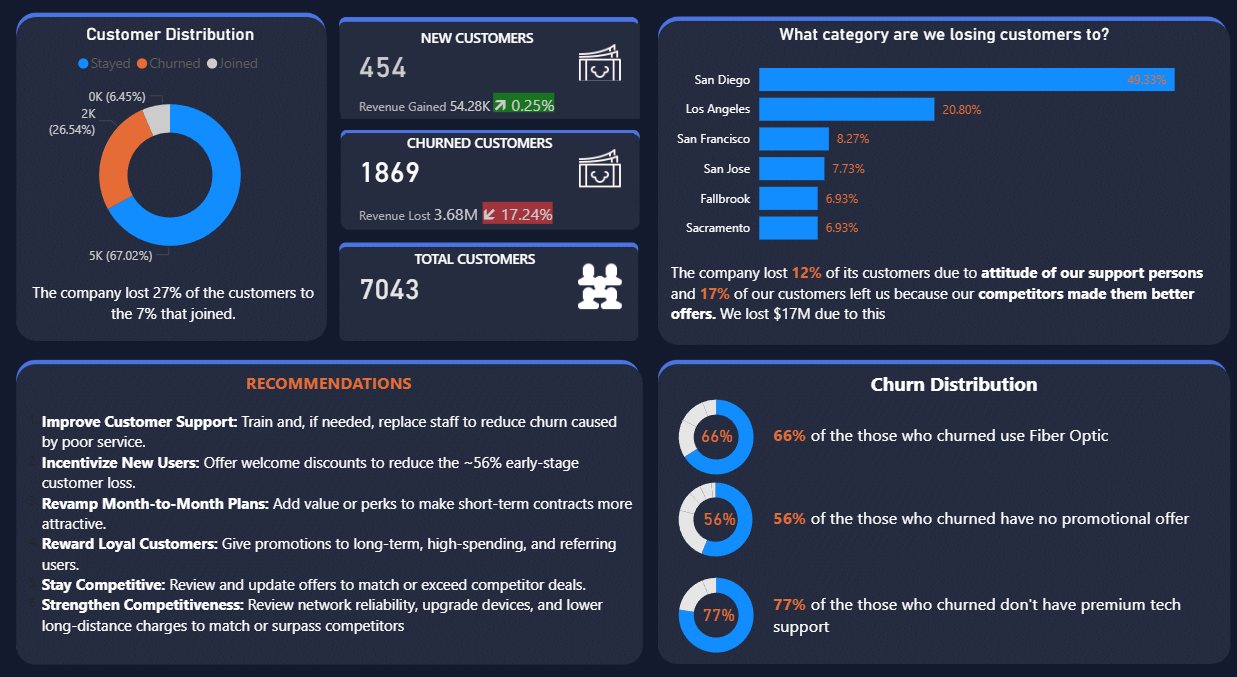 Customer Distribution
Stayed Churned Joined
0K (6.45%)
2K
(26.54%)
5K (67.02%)
The company lost 27% of the customers to
the 7% that joined.
NEW CUSTOMERS
454
Revenue Gained 54.28K 0.25%
CHURNED CUSTOMERS
1869
Revenue Lost 3.68M 17.24%
TOTAL CUSTOMERS
7043
What category are we losing customers to?
San Diego 49.33%
Los Angeles 20.80%
San Francisco 8.27%
San Jose 7.73%
Fallbrook 6.93%
Sacramento 6.93%
The company lost 12% of its customers due to attitude of our support persons
and 17% of our customers left us because our competitors made them better
offers. We lost $17M due to this
RECOMMENDATIONS
Improve Customer Support: Train and, if needed, replace staff to reduce churn caused
by poor service.
Incentivize New Users: Offer welcome discounts to reduce the ~56% early-stage
customer loss.
Revamp Month-to-Month Plans: Add value or perks to make short-term contracts more
attractive.
Reward Loyal Customers: Give promotions to long-term, high-spending, and referring
users.
Stay Competitive: Review and update offers to match or exceed competitor deals.
Strengthen Competitiveness: Review network reliability, upgrade devices, and lower
long-distance charges to match or surpass competitors
Churn Distribution
66%
66% of the those who churned use Fiber Optic
56%
56% of the those who churned have no promotional offer
77%
77% of the those who churned don't have premium tech
support